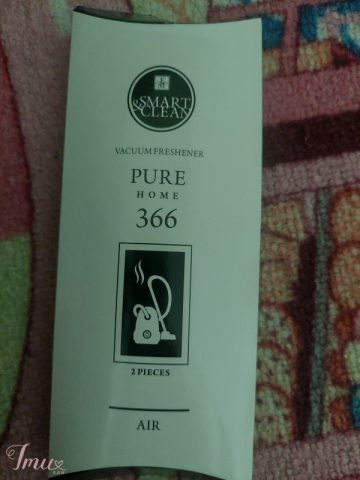 SMART
& CLEAN
VACUUM FRESHENER
PURE
HOME
366
2 PIECES
AIR
Imu